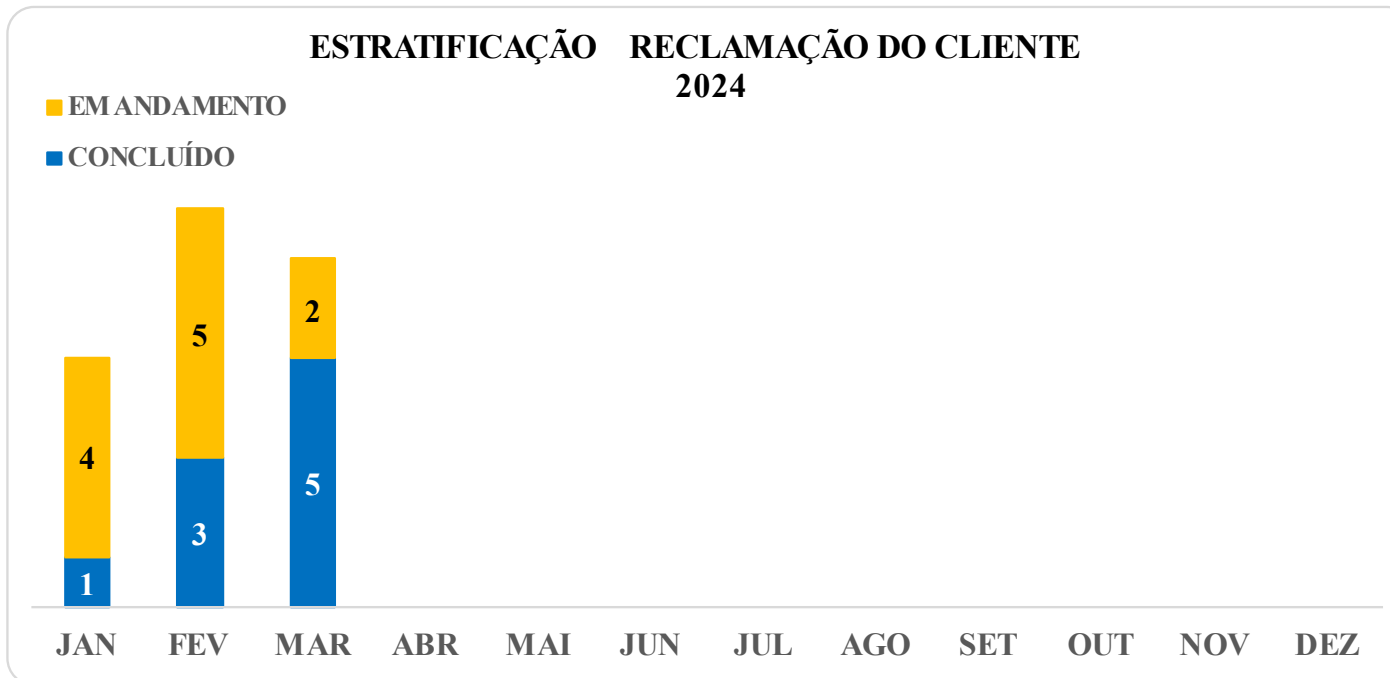 ESTRATIFICAÇÃO RECLAMAÇÃO DO CLIENTE
2024
EM ANDAMENTO
CONCLUÍDO
4
1
5
3
2
5
JAN FEV MAR ABR MAI JUN JUL AGO SET OUT NOV DEZ